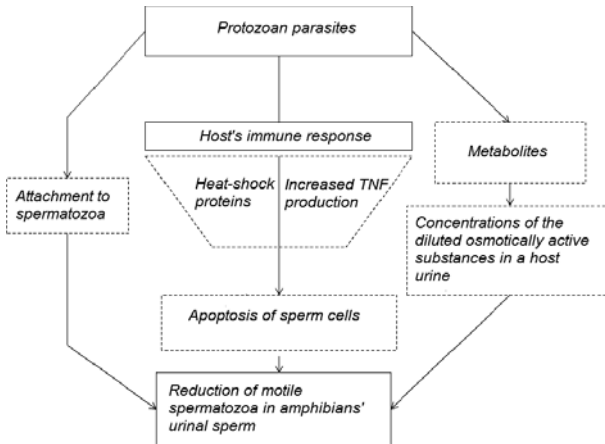 Protozoan parasites
Host's immune response
Heat-shock
proteins
Increased TNF
production
Metabolites
Attachment to
spermatozoa
Concentrations of the
diluted osmotically active
substances in a host
urine
Apoptosis of sperm cells
Reduction of motile
spermatozoa in amphibians'
urinal sperm